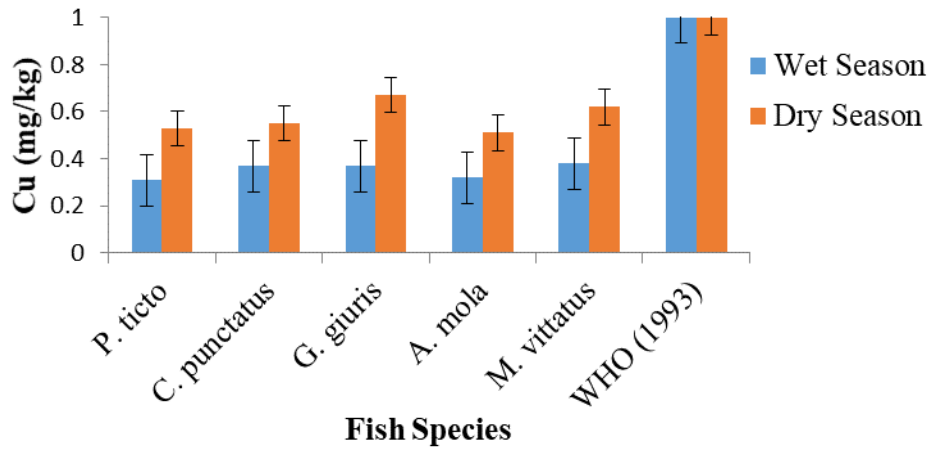 Cu (mg/kg)
1
0.8
0.6
0.4
0.2
0
Wet Season
Dry Season
P. ticto
C. punctatus
G. giuris
A. mola
M. vittatus
WHO (1993)
Fish Species